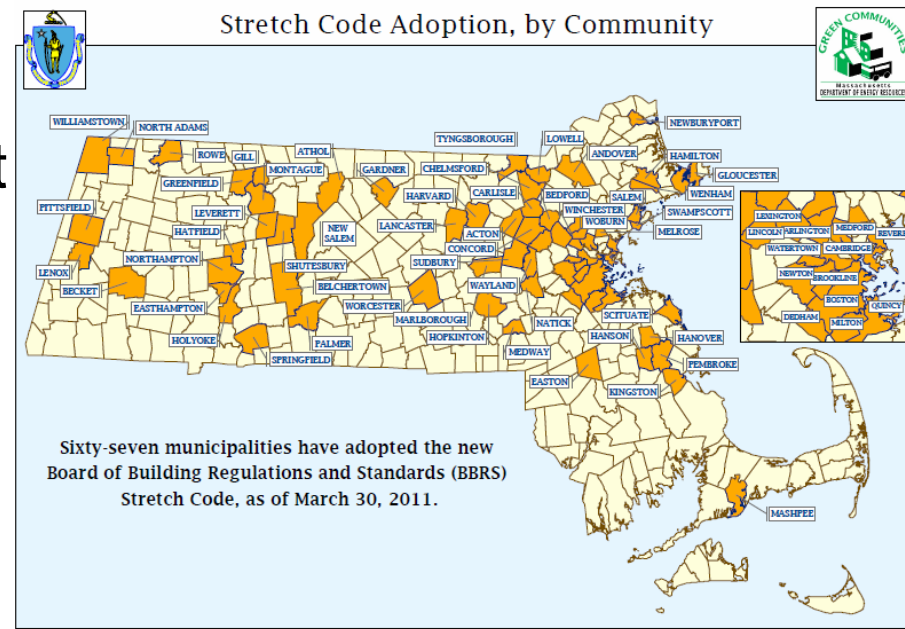 Stretch Code Adoption, by Community
GREEN COMMUNITIES
Massachusetts
DEPARTMENT OF ENERGY RESOURCES
t
WILLIAMSTOWN
NORTH ADAMS
ROWE
GILL
ATHOL
MONTAGUE
GREENFIELD
GARDNER
TYNGSBOROUGH
CHELMSFORD
LOWELL
NEWBURYPORT
ANDOVER
HAMILTON
GLOUCESTER
WENHAM
SALEM
SWAMPSCOTT
MELROSE
HARVARD
CARLISLE
BEDFORD
WINCHESTER
WOBURN
PITTSFIELD
LEVERETT
HATFIELD
NEW
SALEM
LANCASTER
ACTON
CONCORD
SUDBURY
NORTHAMPTON
LENOX
BECKET
SHUTESBURY
BELCHERTOWN
WAYLAND
WORCESTER
MARLBOROUGH
HOPKINTON
EASTHAMPTON
HOLYOKE
PALMER
SPRINGFIELD
NATICK
MEDWAY
SCITUATE
HANSON
HANOVER
PEMBROKE
EASTON
KINGSTON
MASHPEE
LEXINGTON
LINCOLN
ARLINGTON
MEDFORD
REVERE
WATERTOWN
CAMBRIDGE
NEWTON
BROOKLINE
BOSTON
QUINCY
DEDHAM
MILTON
Sixty-seven municipalities have adopted the new
Board of Building Regulations and Standards (BBRS)
Stretch Code, as of March 30, 2011.